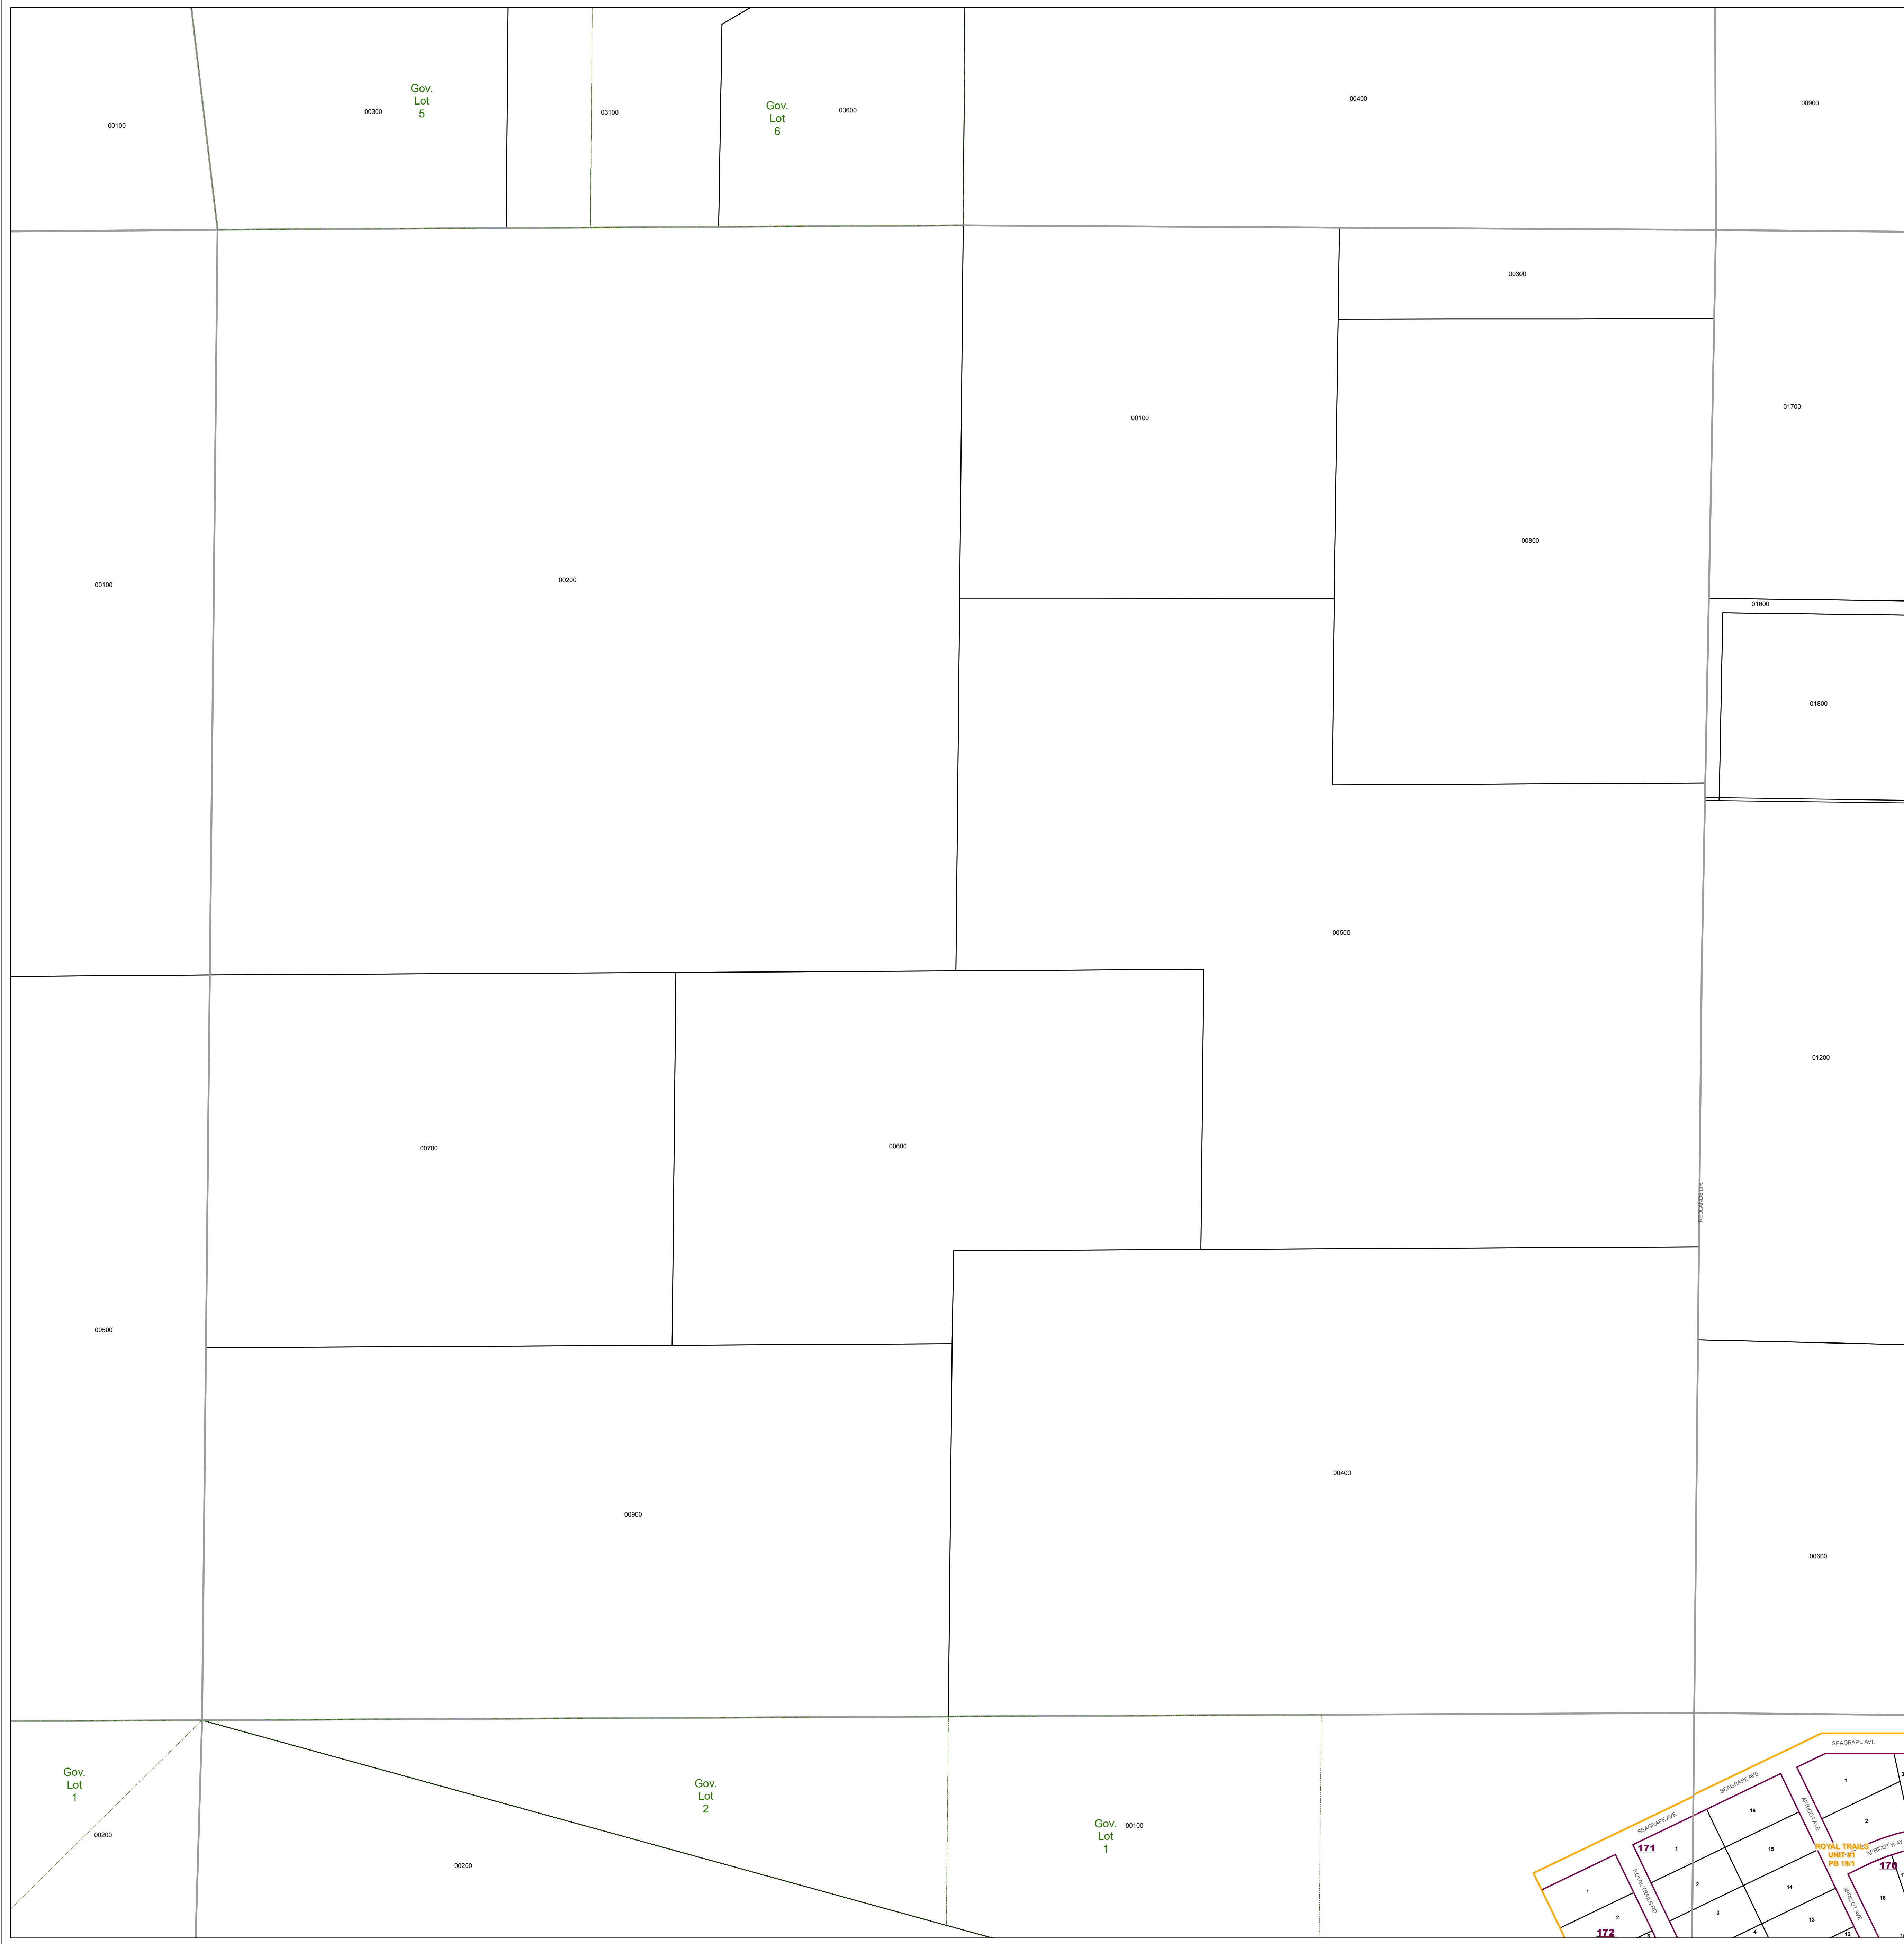 Gov.
Lot
5
Gov.
Lot
6
00100
00300
03100
03600
00400
00900
00300
00100
01700
00800
00200
00100
01600
01800
00500
01200
00700
00600
REDLANDS DR
00500
00400
00900
00600
SEAGRAPE AVE
Gov.
Lot
1
Gov.
Lot
2
Gov.
Lot
1
00100
00200
00200
SEAGRAPE AVE
SEAGRAPE AVE
APRICOT AVE
1
3
16
2
ROYAL TRAILS
UNIT #1
PB 19/1
APRICOT WAY
171
1
15
170
ROYAL TRAILS RD
2
14
APRICOT AVE
16
1
3
13
2
4
12
172
3